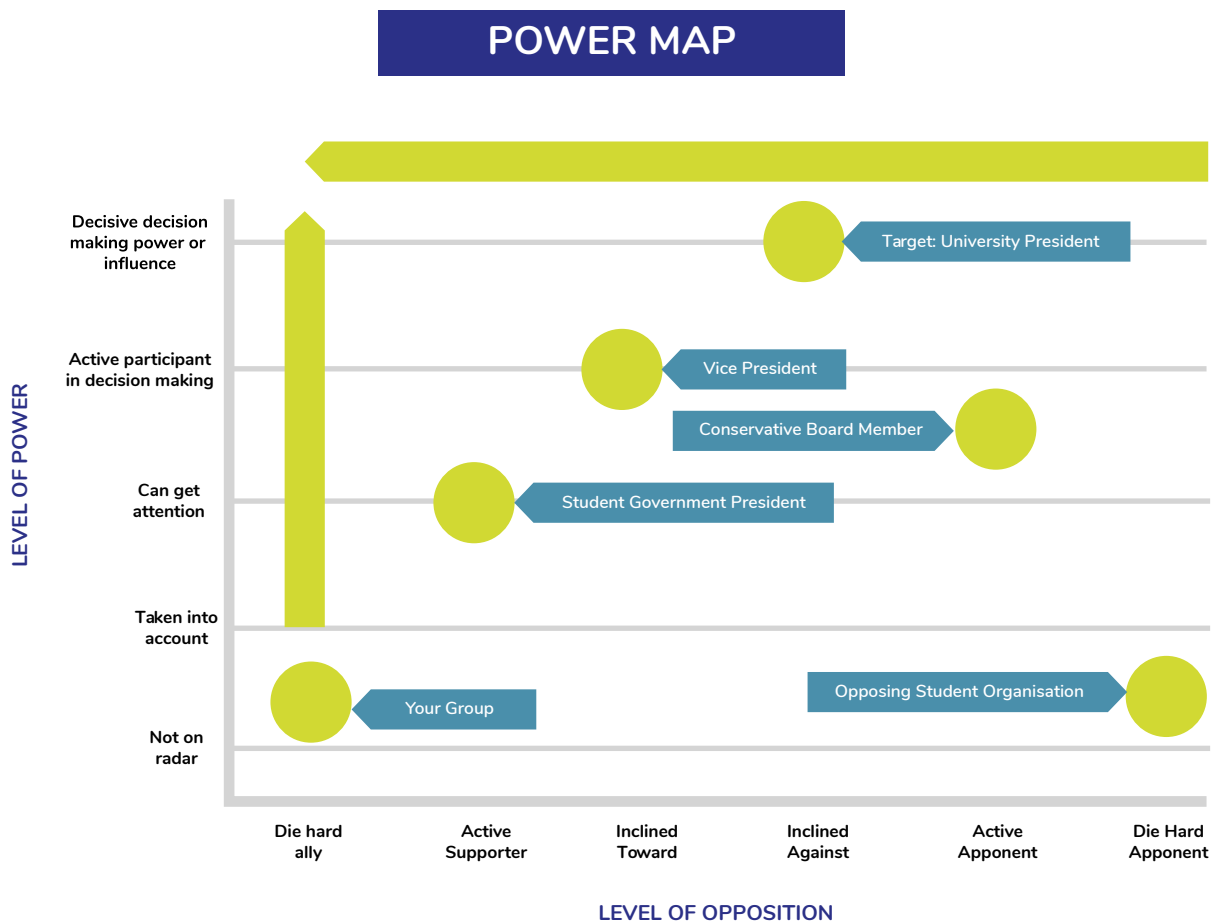 POWER MAP
Decisive decision
making power or
influence
Target: University President
Active participant
in decision making
Vice President
Conservative Board Member
LEVEL OF POWER
Can get
attention
Student Government President
Taken into
account
Your Group
Opposing Student Organisation
Not on
radar
Die hard
ally
Active
Supporter
Inclined
Toward
Inclined
Against
Active
Apponent
Die Hard
Apponent
LEVEL OF OPPOSITION